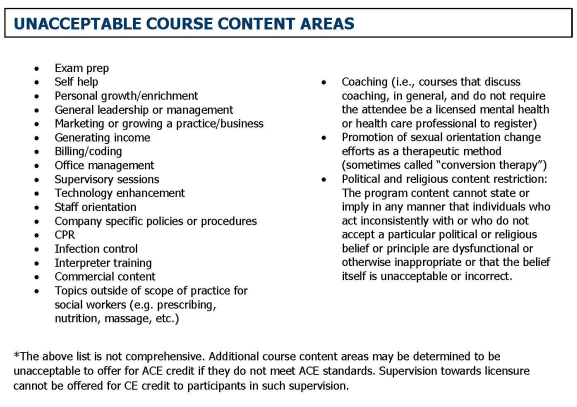 UNACCEPTABLE COURSE CONTENT AREAS
• Exam prep
• Self help
• Personal growth/enrichment
• General leadership or management
• Marketing or growing a practice/business
• Generating income
• Billing/coding
• Office management
• Supervisory sessions
• Technology enhancement
• Staff orientation
• Company specific policies or procedures
• CPR
• Infection control
• Interpreter training
• Commercial content
• Topics outside of scope of practice for
social workers (e.g. prescribing,
nutrition, massage, etc.)
• Coaching (i.e., courses that discuss
coaching, in general, and do not require
the attendee be a licensed mental health
or health care professional to register)
• Promotion of sexual orientation change
efforts as a therapeutic method
(sometimes called “conversion therapy”)
• Political and religious content restriction:
The program content cannot state or
imply in any manner that individuals who
act inconsistently with or who do not
accept a particular political or religious
belief or principle are dysfunctional or
otherwise inappropriate or that the belief
itself is unacceptable or incorrect.
*The above list is not comprehensive. Additional course content areas may be determined to be
unacceptable to offer for ACE credit if they do not meet ACE standards. Supervision towards licensure
cannot be offered for CE credit to participants in such supervision.